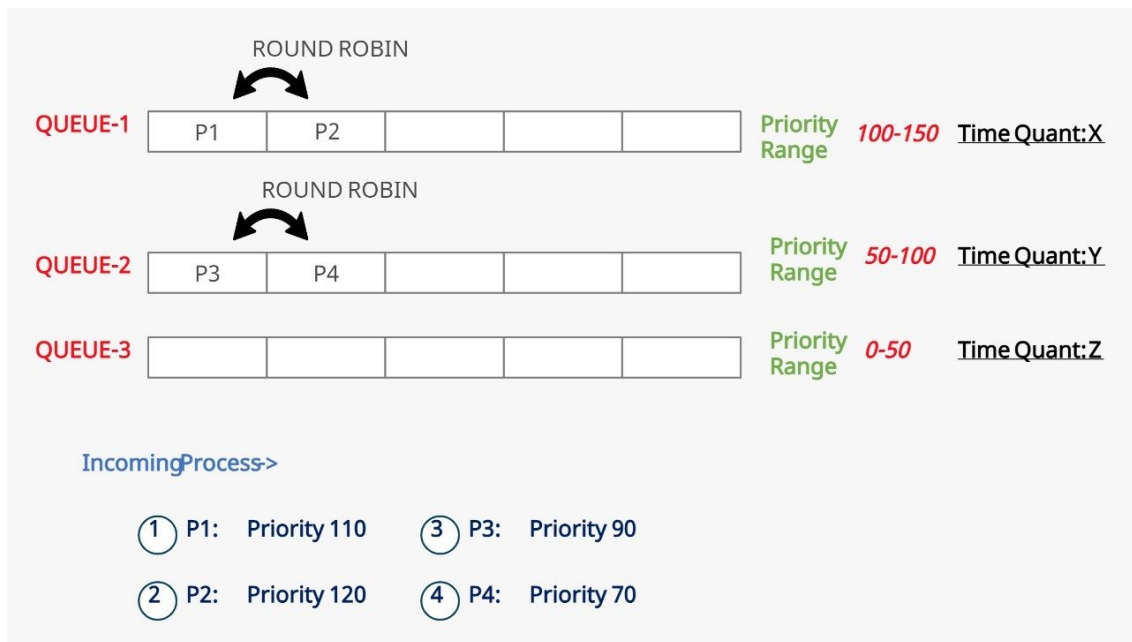 ROUND ROBIN
QUEUE-1 P1 P2 Priority Range 100-150 Time Quant:X
ROUND ROBIN
QUEUE-2 P3 P4 Priority Range 50-100 Time Quant:Y
QUEUE-3 Priority Range 0-50 Time Quant:Z
IncomingProcess->
1 P1: Priority 110 3 P3: Priority 90
2 P2: Priority 120 4 P4: Priority 70